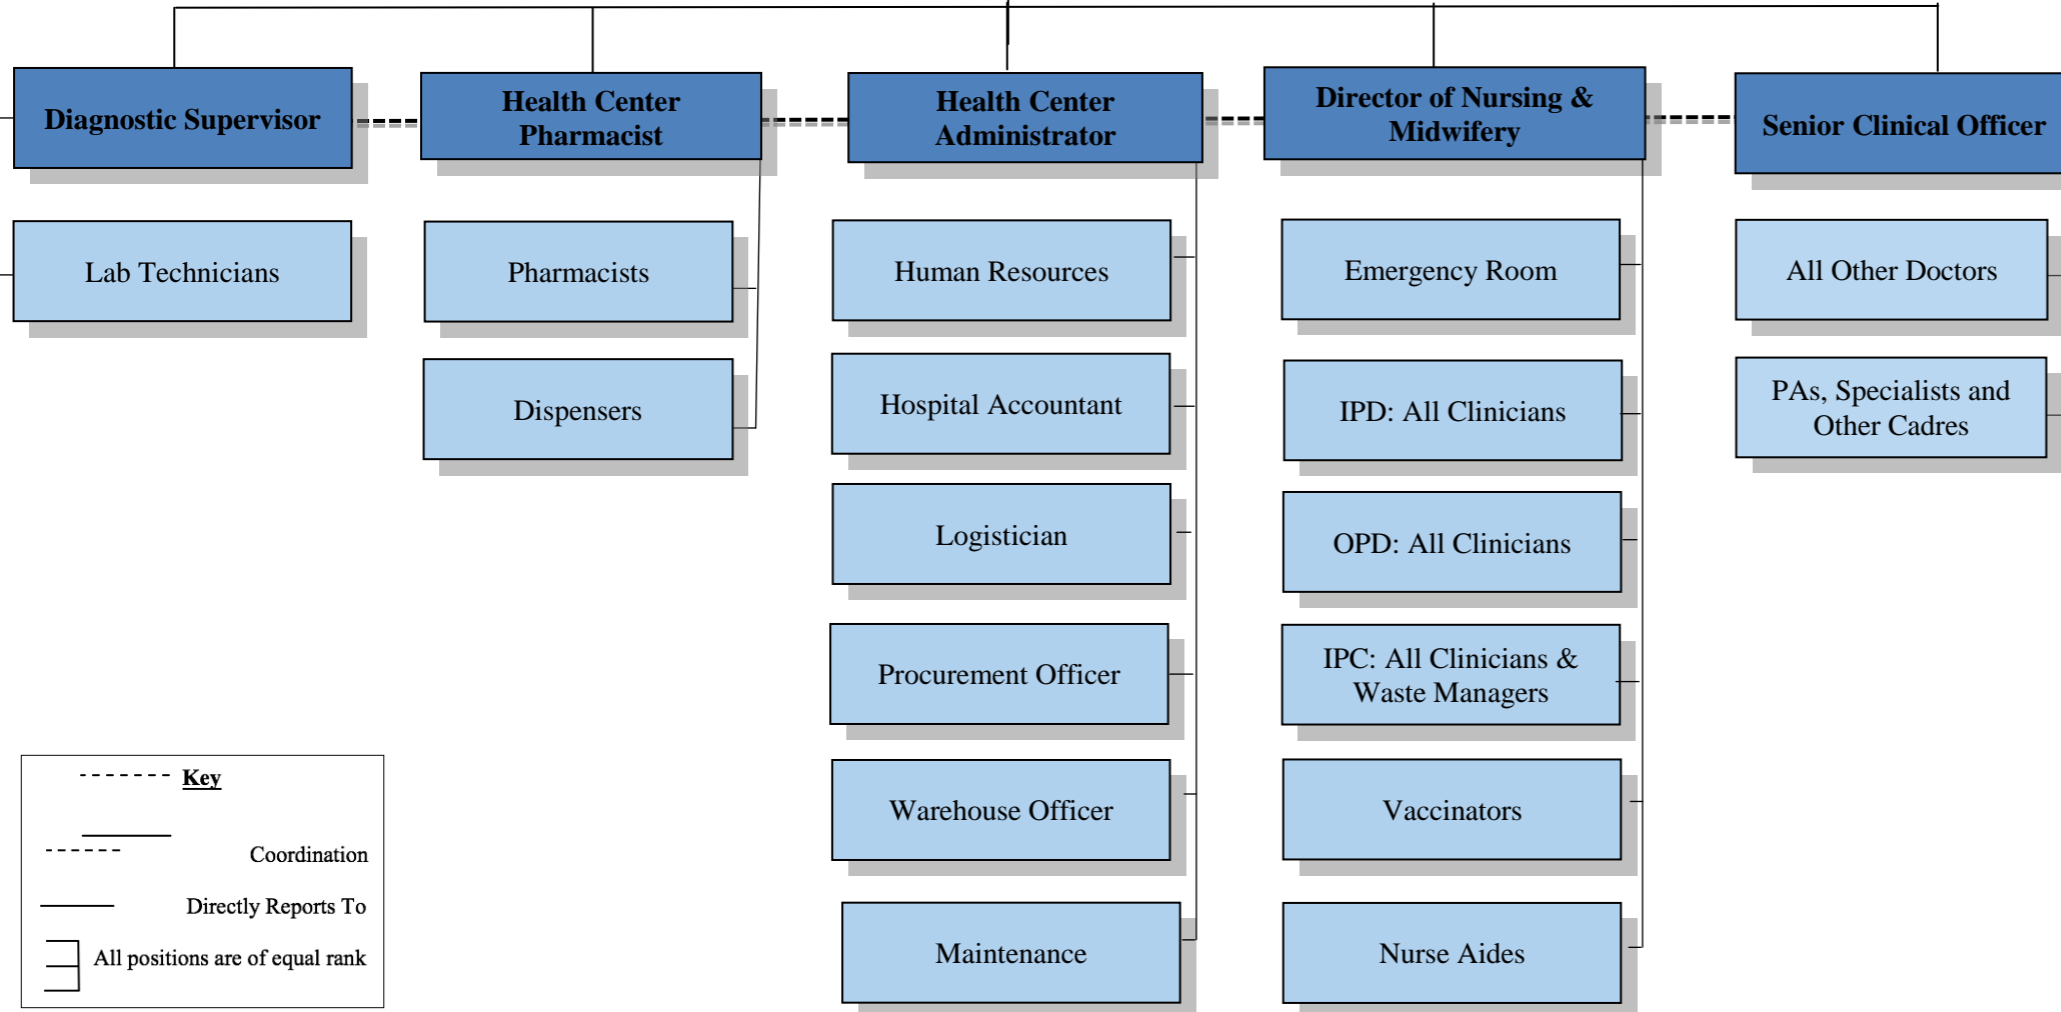 Diagnostic Supervisor
Health Center
Pharmacist
Health Center
Administrator
Director of Nursing &
Midwifery
Senior Clinical Officer
Lab Technicians
Pharmacists
Dispensers
Human Resources
Hospital Accountant
Logistician
Procurement Officer
Warehouse Officer
Maintenance
Emergency Room
IPD: All Clinicians
OPD: All Clinicians
IPC: All Clinicians &
Waste Managers
Vaccinators
Nurse Aides
All Other Doctors
PAs, Specialists and
Other Cadres
Key
Coordination
Directly Reports To
All positions are of equal rank